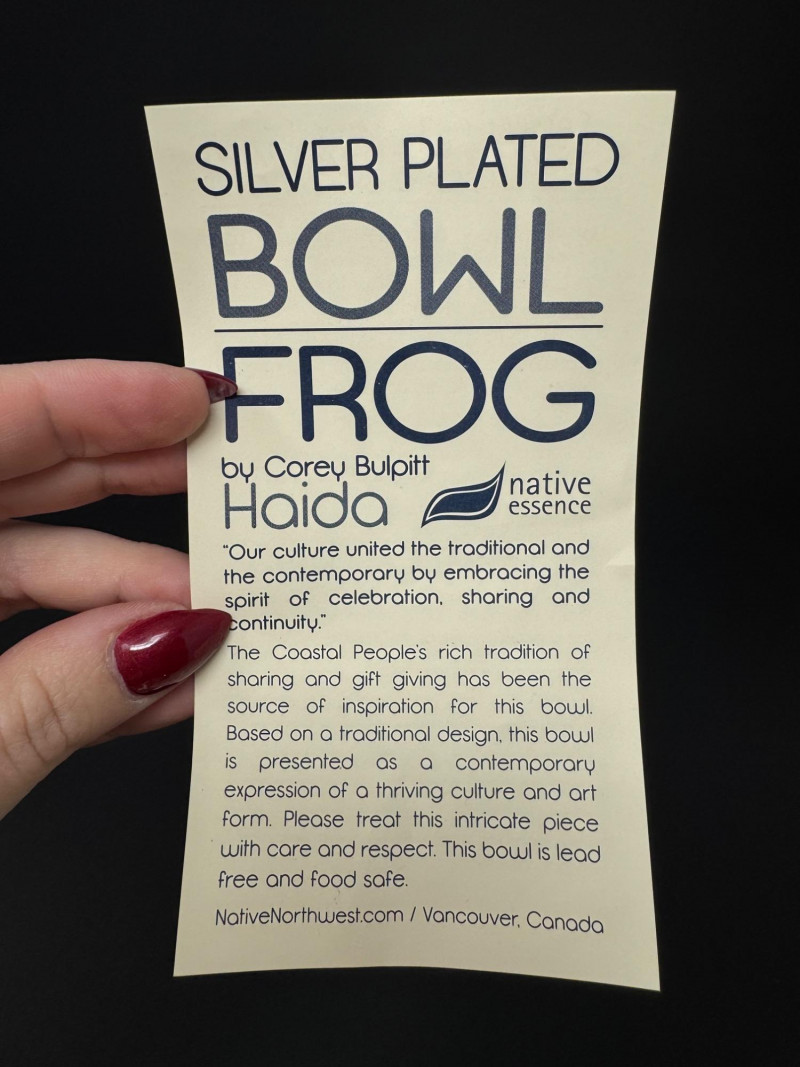 SILVER PLATED
BOWL
FROG
by Corey Bulpitt
Haida
native
essence
"Our culture united the traditional and
the contemporary by embracing the
spirit of celebration, sharing and
continuity."
The Coastal People's rich tradition of
sharing and gift giving has been the
source of inspiration for this bowl.
Based on a traditional design, this bowl
is presented as a contemporary
expression of a thriving culture and art
form. Please treat this intricate piece
with care and respect. This bowl is lead
free and food safe.
NativeNorthwest.com / Vancouver, Canada